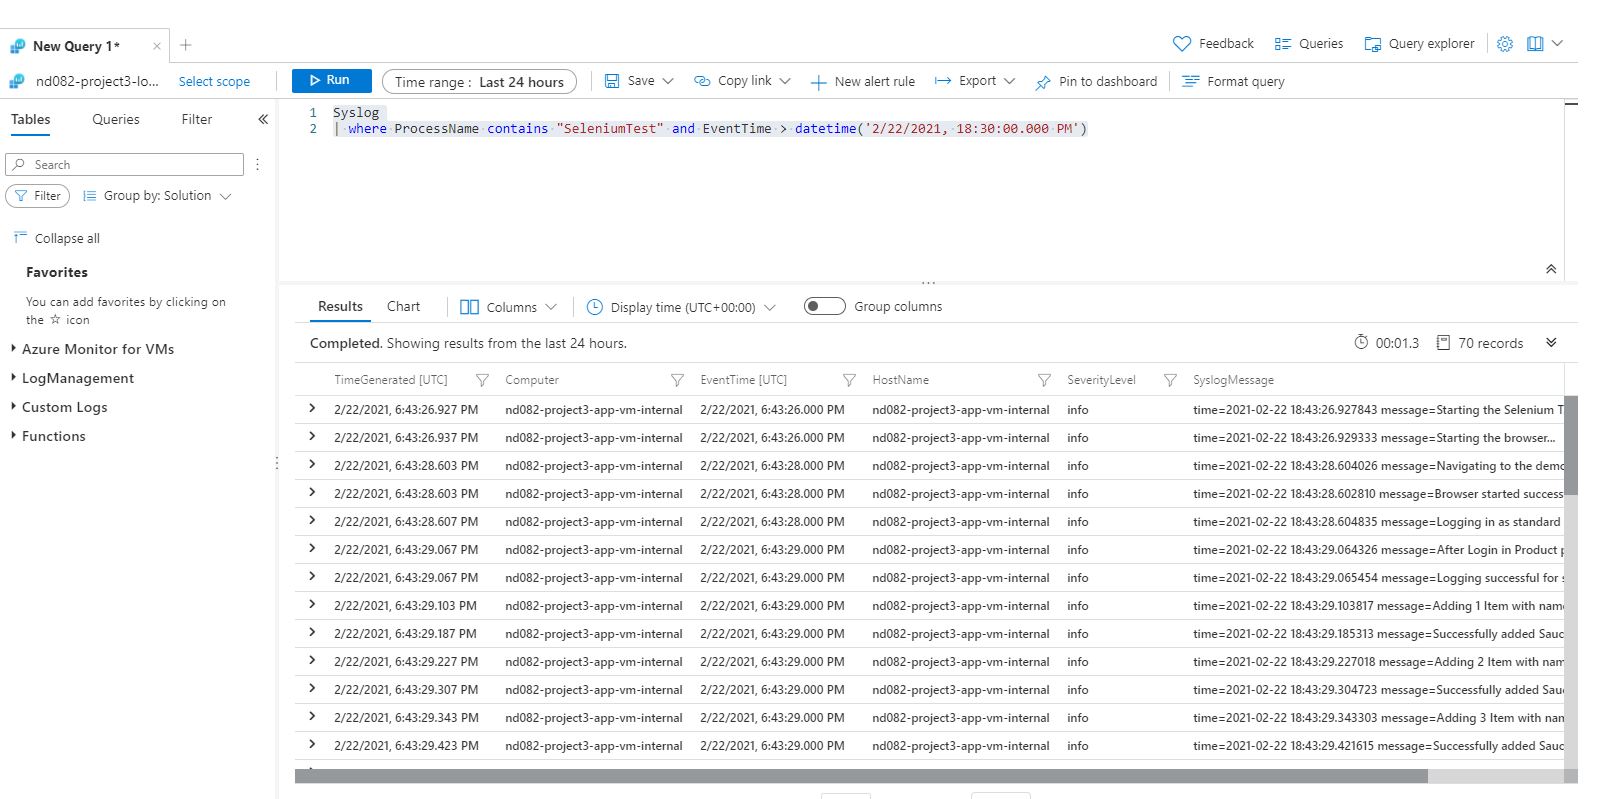 New Query 1*
Feedback Queries Query explorer
nd082-project3-lo... Select scope Run Time range : Last 24 hours Save Copy link New alert rule Export Pin to dashboard Format query
Tables Queries Filter
1 Syslog
2 | where ProcessName contains "SeleniumTest" and EventTime > datetime('2/22/2021, 18:30:00.000 PM')
Search
Filter Group by: Solution
Collapse all
Favorites
You can add favorites by clicking on
the ☆ icon
Azure Monitor for VMs
LogManagement
Custom Logs
Functions
Results Chart Columns Display time (UTC+00:00) Group columns
Completed. Showing results from the last 24 hours. 00:01.3 70 records
TimeGenerated [UTC] Computer EventTime [UTC] HostName SeverityLevel SyslogMessage
2/22/2021, 6:43:26.927 PM nd082-project3-app-vm-internal 2/22/2021, 6:43:26.000 PM nd082-project3-app-vm-internal info time=2021-02-22 18:43:26.927843 message=Starting the Selenium T
2/22/2021, 6:43:26.937 PM nd082-project3-app-vm-internal 2/22/2021, 6:43:26.000 PM nd082-project3-app-vm-internal info time=2021-02-22 18:43:26.929333 message=Starting the browser...
2/22/2021, 6:43:28.603 PM nd082-project3-app-vm-internal 2/22/2021, 6:43:28.000 PM nd082-project3-app-vm-internal info time=2021-02-22 18:43:28.604026 message=Navigating to the demo
2/22/2021, 6:43:28.603 PM nd082-project3-app-vm-internal 2/22/2021, 6:43:28.000 PM nd082-project3-app-vm-internal info time=2021-02-22 18:43:28.602810 message=Browser started success
2/22/2021, 6:43:28.607 PM nd082-project3-app-vm-internal 2/22/2021, 6:43:28.000 PM nd082-project3-app-vm-internal info time=2021-02-22 18:43:28.604835 message=Logging in as standard
2/22/2021, 6:43:29.067 PM nd082-project3-app-vm-internal 2/22/2021, 6:43:29.000 PM nd082-project3-app-vm-internal info time=2021-02-22 18:43:29.064326 message=After Login in Product p
2/22/2021, 6:43:29.067 PM nd082-project3-app-vm-internal 2/22/2021, 6:43:29.000 PM nd082-project3-app-vm-internal info time=2021-02-22 18:43:29.065454 message=Logging successful for s
2/22/2021, 6:43:29.103 PM nd082-project3-app-vm-internal 2/22/2021, 6:43:29.000 PM nd082-project3-app-vm-internal info time=2021-02-22 18:43:29.103817 message=Adding 1 Item with nam
2/22/2021, 6:43:29.187 PM nd082-project3-app-vm-internal 2/22/2021, 6:43:29.000 PM nd082-project3-app-vm-internal info time=2021-02-22 18:43:29.185313 message=Successfully added Sauc
2/22/2021, 6:43:29.227 PM nd082-project3-app-vm-internal 2/22/2021, 6:43:29.000 PM nd082-project3-app-vm-internal info time=2021-02-22 18:43:29.227018 message=Adding 2 Item with nam
2/22/2021, 6:43:29.307 PM nd082-project3-app-vm-internal 2/22/2021, 6:43:29.000 PM nd082-project3-app-vm-internal info time=2021-02-22 18:43:29.304723 message=Successfully added Sauc
2/22/2021, 6:43:29.343 PM nd082-project3-app-vm-internal 2/22/2021, 6:43:29.000 PM nd082-project3-app-vm-internal info time=2021-02-22 18:43:29.343303 message=Adding 3 Item with nam
2/22/2021, 6:43:29.423 PM nd082-project3-app-vm-internal 2/22/2021, 6:43:29.000 PM nd082-project3-app-vm-internal info time=2021-02-22 18:43:29.421615 message=Successfully added Sauc